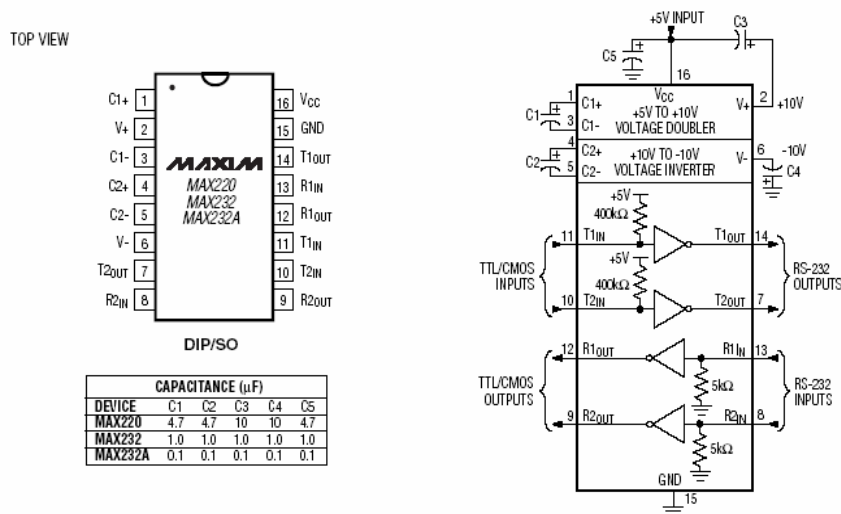 TOP VIEW
C1+ 1
V+ 2
C1- 3
C2+ 4
C2- 5
V- 6
T2OUT 7
R2IN 8
16 VCC
15 GND
14 T1OUT
13 R1IN
12 R1OUT
11 T1IN
10 T2IN
9 R2OUT
MAXIM
MAX220
MAX232
MAX232A
DIP/SO
CAPACITANCE (µF)
DEVICE C1 C2 C3 C4 C5
MAX220 4.7 4.7 10 10 4.7
MAX232 1.0 1.0 1.0 1.0 1.0
MAX232A 0.1 0.1 0.1 0.1 0.1
+5V INPUT
C3
C5
16
VCC
1 C1+
C1
3 C1-
+5V TO +10V
VOLTAGE DOUBLER
V+ 2 +10V
4 C2+
C2
5 C2-
+10V TO -10V
VOLTAGE INVERTER
V- 6 -10V
C4
+5V
400kΩ
11 T1IN
T1OUT 14
+5V
400kΩ
10 T2IN
T2OUT 7
TTL/CMOS
INPUTS
RS-232
OUTPUTS
12 R1OUT
R1IN 13
5kΩ
9 R2OUT
R2IN 8
5kΩ
TTL/CMOS
OUTPUTS
RS-232
INPUTS
GND
15